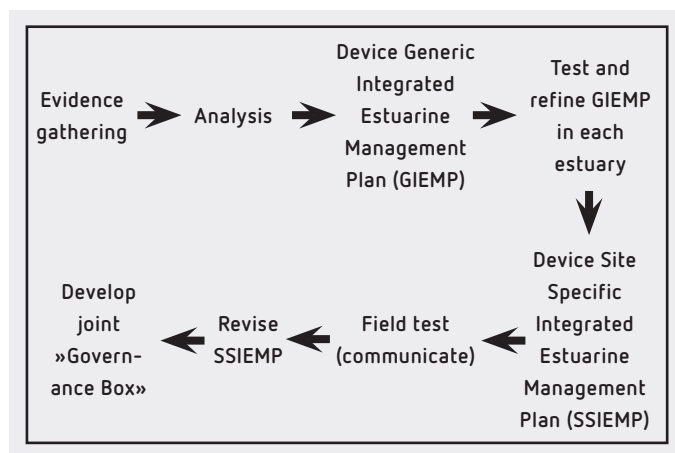 Evidence
gathering
Analysis
Device Generic
Integrated
Estuarine
Management
Plan (GIEMP)
Test and
refine GIEMP
in each
estuary
Device Site
Specific
Integrated
Estuarine
Management
Plan (SSIEMP)
Field test
(communicate)
Revise
SSIEMP
Develop
joint
»Govern-
ance Box»